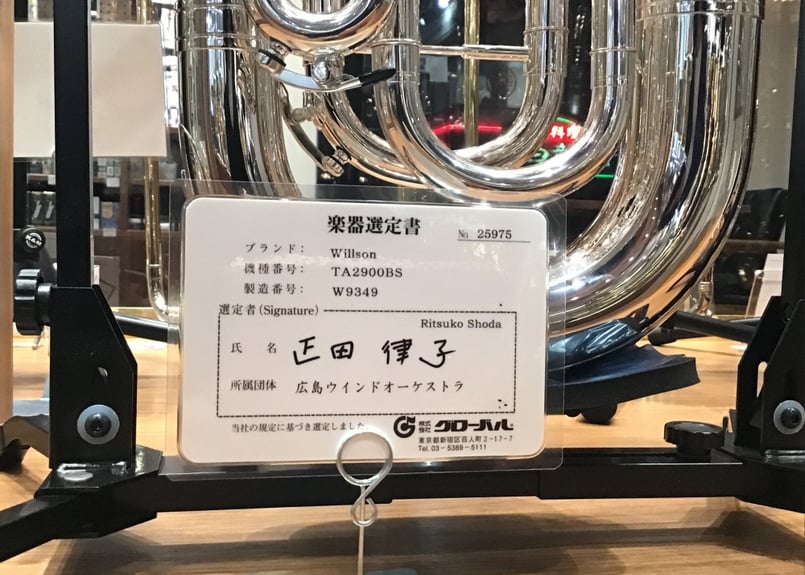 楽器選定書
№ 25975
ブランド： Willson
機種番号： TA2900BS
製造番号： W9349
選定者(Signature)
Ritsuko Shoda
氏 名 正田 律子
所属団体 広島ウインドオーケストラ
当社の規定に基づき選定しました
株式会社 グローバル
東京都新宿区百人町2-17-7
Tel. 03-5389-5111
料理